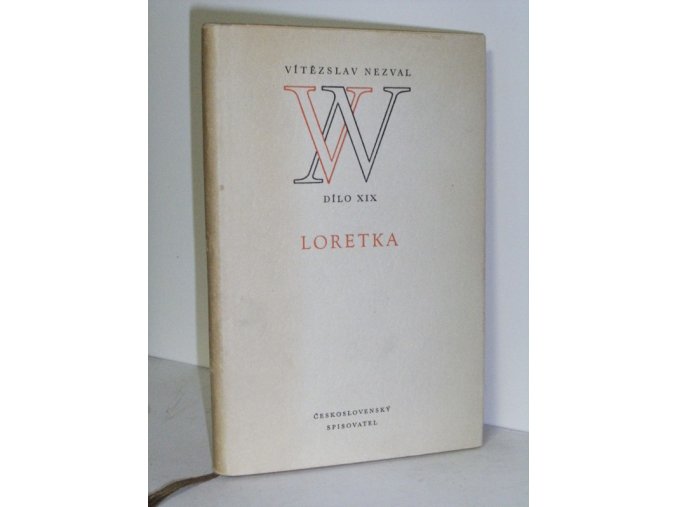 VÍTĚZSLAV NEZVAL
VN
DÍLO XIX
LORETKA
ČESKOSLOVENSKÝ
SPISOVATEL